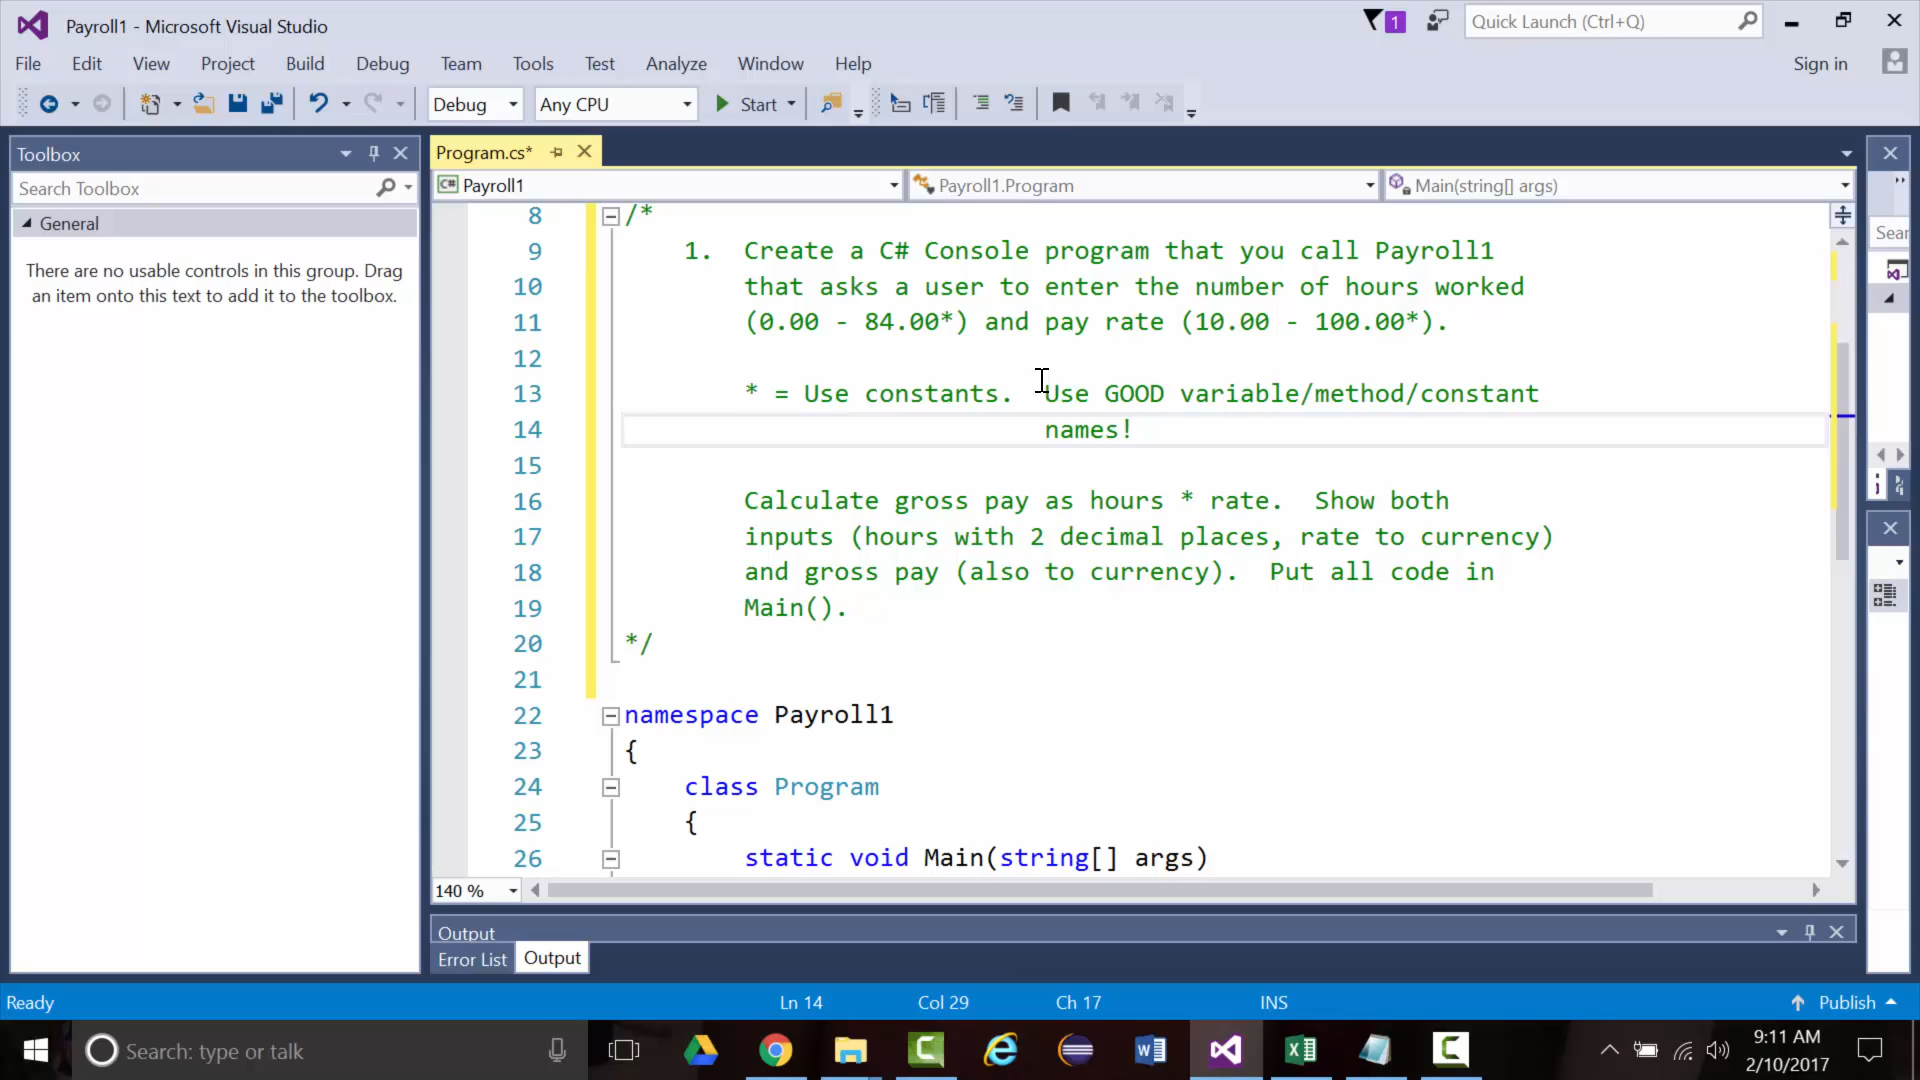 Payroll1 - Microsoft Visual Studio
1
Quick Launch (Ctrl+Q)
File Edit View Project Build Debug Team Tools Test Analyze Window Help
Sign in
Debug Any CPU Start
Toolbox
Search Toolbox
General
There are no usable controls in this group. Drag
an item onto this text to add it to the toolbox.
Program.cs*
C# Payroll1 Payroll1.Program Main(string[] args)
8 /*
9 1. Create a C# Console program that you call Payroll1
10 that asks a user to enter the number of hours worked
11 (0.00 - 84.00*) and pay rate (10.00 - 100.00*).
12
13 * = Use constants. Use GOOD variable/method/constant
14 names!
15
16 Calculate gross pay as hours * rate. Show both
17 inputs (hours with 2 decimal places, rate to currency)
18 and gross pay (also to currency). Put all code in
19 Main().
20 */
21
22 namespace Payroll1
23 {
24 class Program
25 {
26 static void Main(string[] args)
140 %
Sear
Output
Error List Output
Ready Ln 14 Col 29 Ch 17 INS Publish
Search: type or talk
9:11 AM
2/10/2017